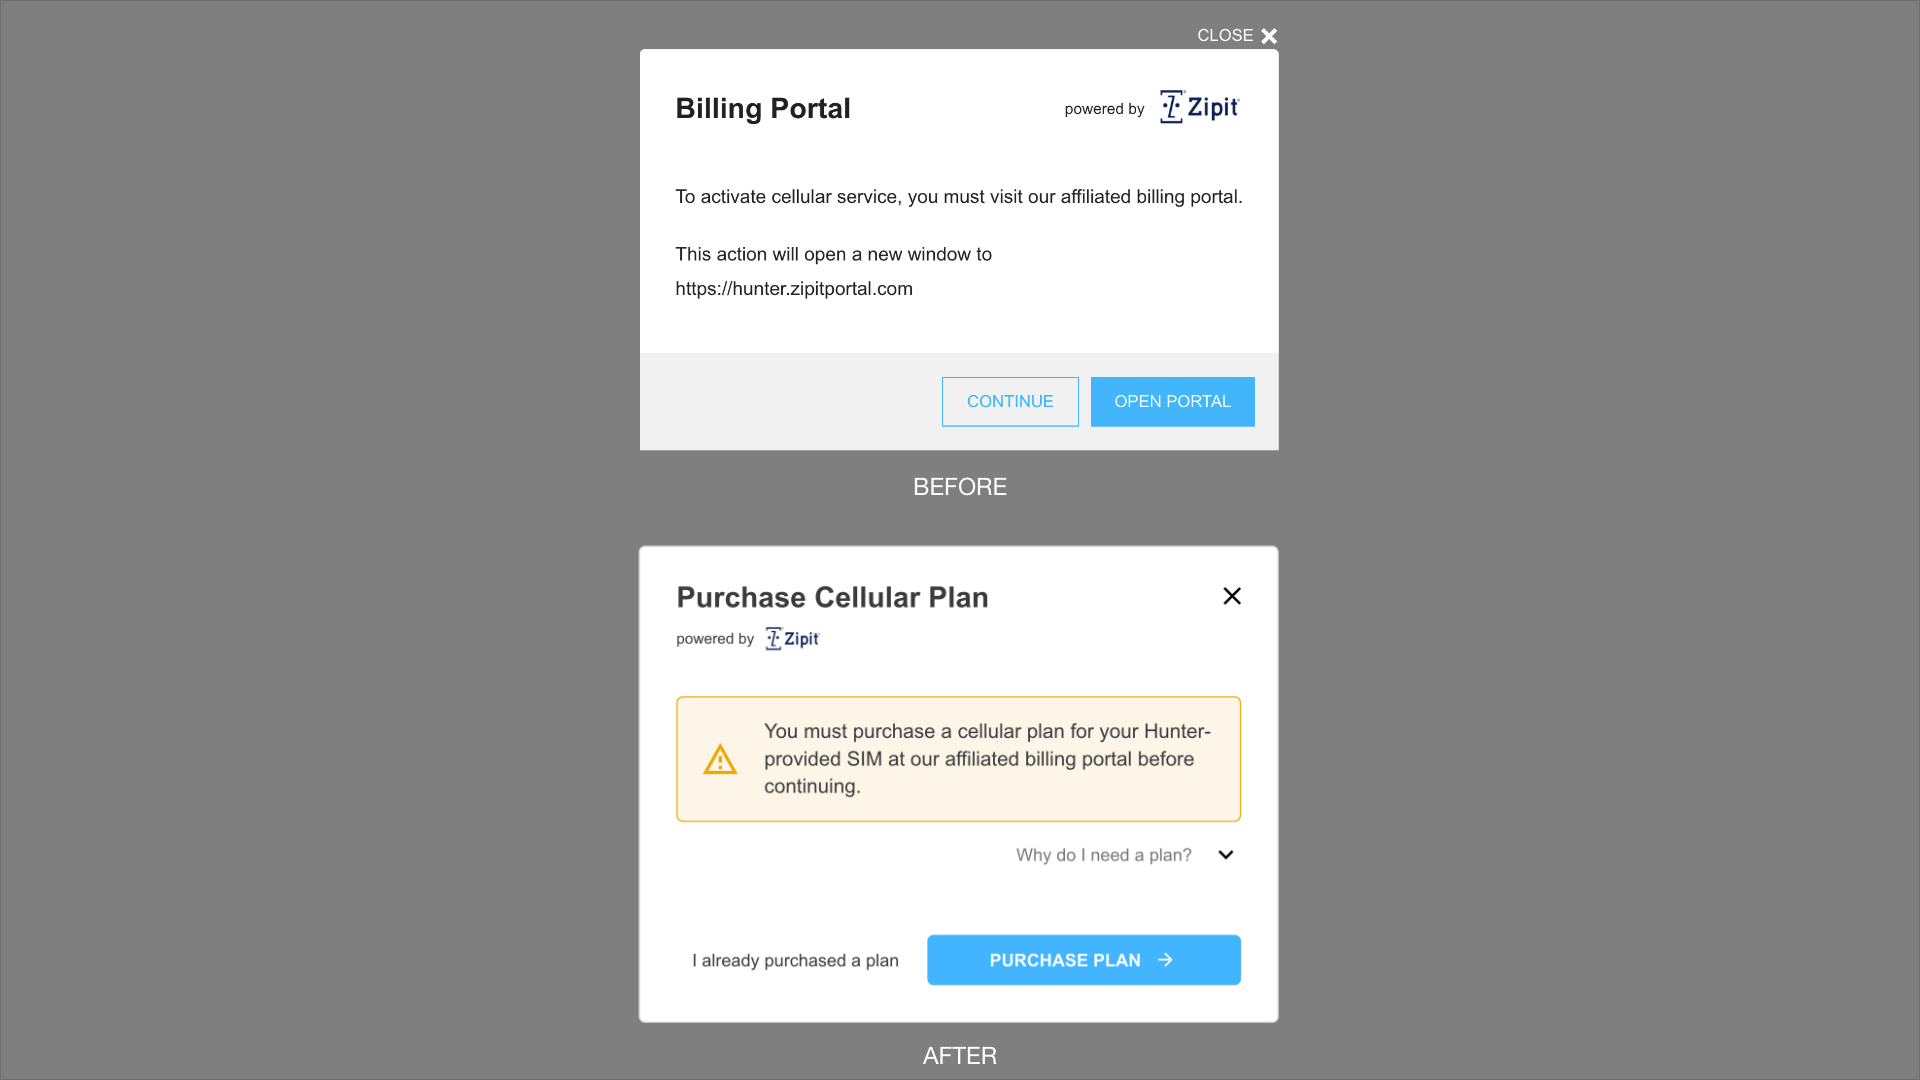 CLOSE
Billing Portal
powered by Zipit
To activate cellular service, you must visit our affiliated billing portal.
This action will open a new window to
https://hunter.zipitportal.com
CONTINUE
OPEN PORTAL
BEFORE
Purchase Cellular Plan
powered by Zipit
You must purchase a cellular plan for your Hunter-
provided SIM at our affiliated billing portal before
continuing.
Why do I need a plan?
I already purchased a plan
PURCHASE PLAN
AFTER